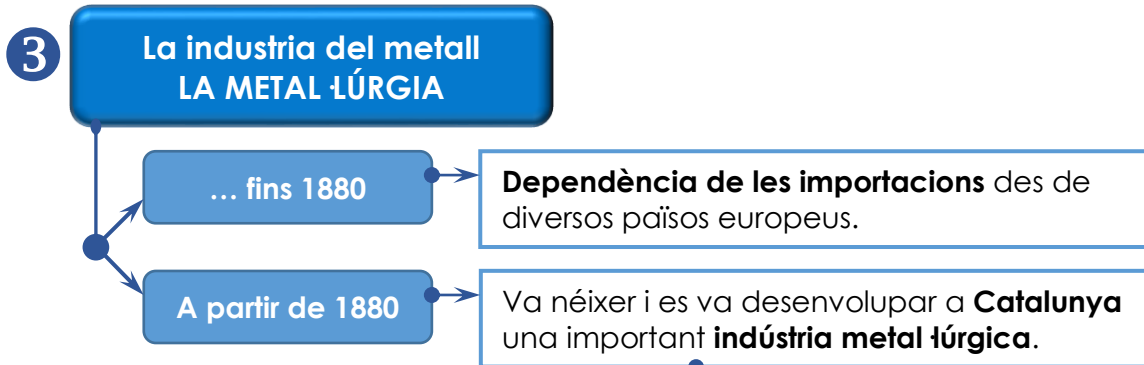 3
La industria del metall
LA METAL·LÚRGIA
... fins 1880
Dependència de les importacions des de
diversos països europeus.
A partir de 1880
Va néixer i es va desenvolupar a Catalunya
una important indústria metal·lúrgica.